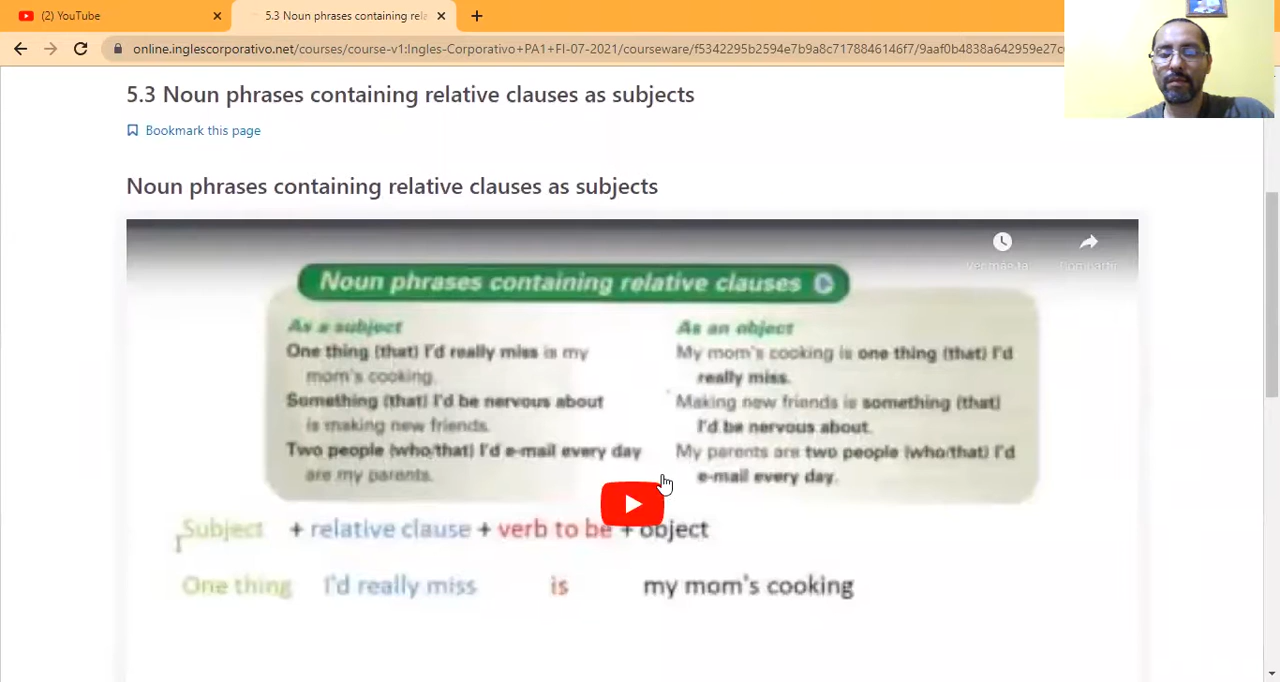 (2) YouTube
5.3 Noun phrases containing rela
online.inglescorporativo.net/courses/course-v1:Ingles-Corporativo+PA1+FI-07-2021/courseware/f5342295b2594e7b9a8c7178846146f7/9aaf0b4838a642959e27c
5.3 Noun phrases containing relative clauses as subjects
Bookmark this page
Noun phrases containing relative clauses as subjects
Ver más ta
Compartir
Noun phrases containing relative clauses
As a subject
One thing (that) I'd really miss is my
mom's cooking.
Something (that) I'd be nervous about
is making new friends.
Two people (who/that) I'd e-mail every day
are my parents.
As an object
My mom's cooking is one thing (that) I'd
really miss.
Making new friends is something (that)
I'd be nervous about.
My parents are two people (who/that) I'd
e-mail every day.
Subject + relative clause + verb to be + object
One thing I'd really miss is my mom's cooking